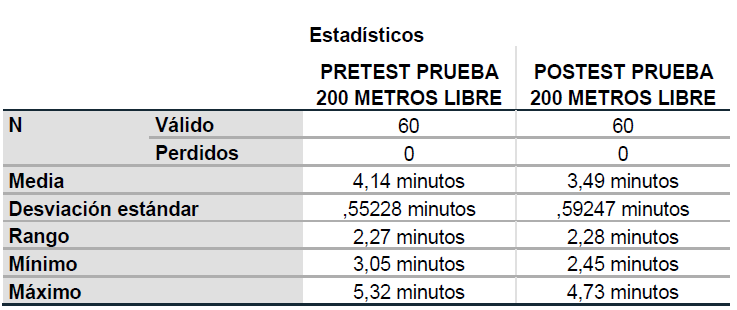 Estadísticos
PRETEST PRUEBA 200 METROS LIBRE POSTEST PRUEBA 200 METROS LIBRE
N Válido 60 60
Perdidos 0 0
Media 4,14 minutos 3,49 minutos
Desviación estándar ,55228 minutos ,59247 minutos
Rango 2,27 minutos 2,28 minutos
Mínimo 3,05 minutos 2,45 minutos
Máximo 5,32 minutos 4,73 minutos